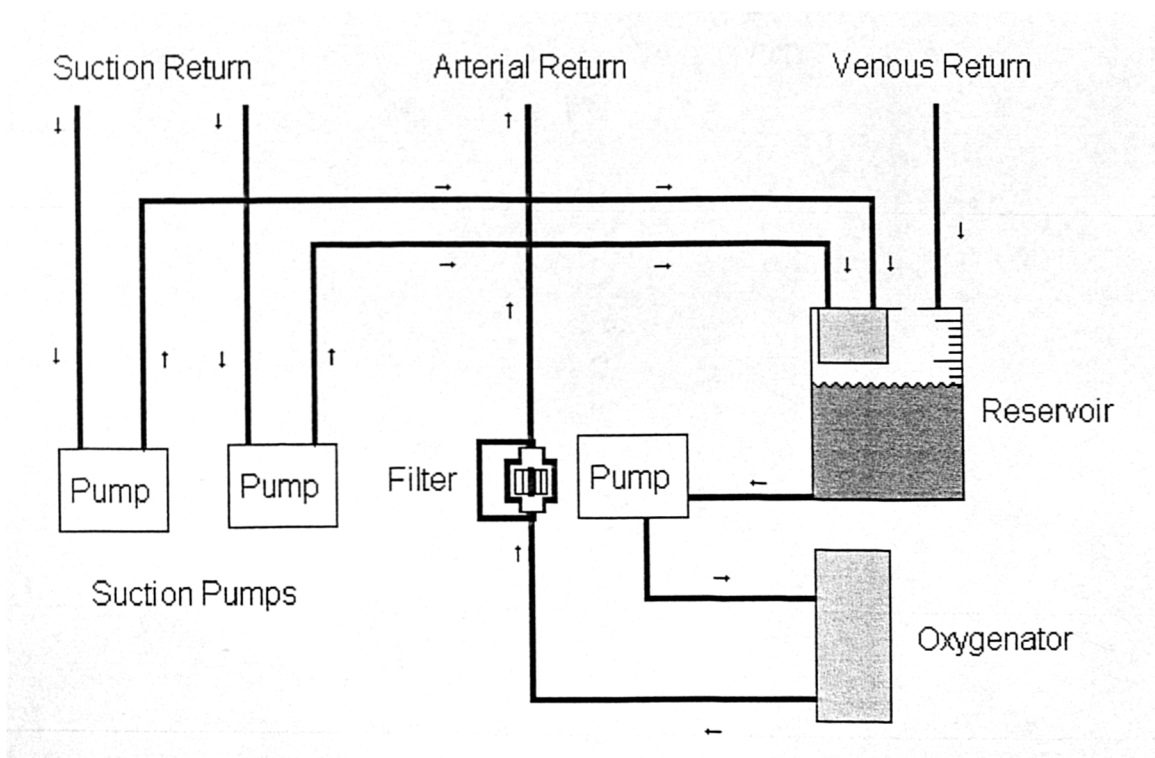 Suction Return
Arterial Return
Venous Return
Reservoir
Filter
Pump
Pump
Pump
Suction Pumps
Oxygenator